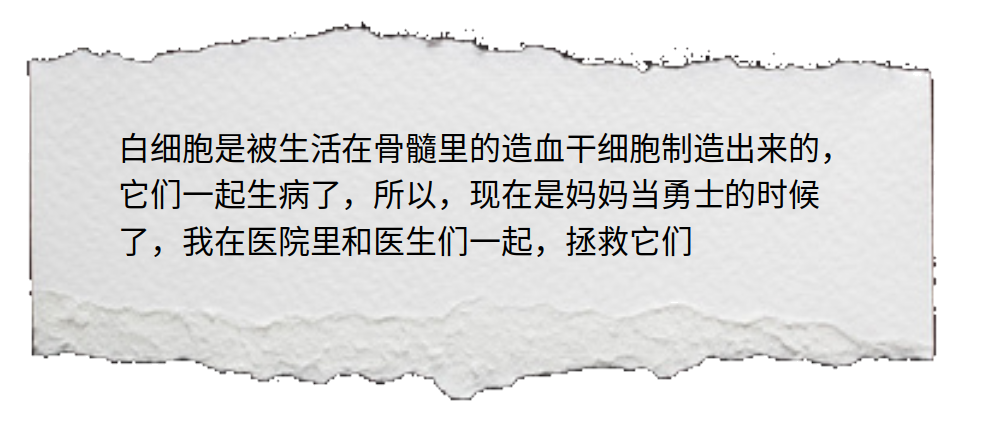 白细胞是被生活在骨髓里的造血干细胞制造出来的，
它们一起生病了，所以，现在是妈妈当勇士的时候
了，我在医院里和医生们一起，拯救它们